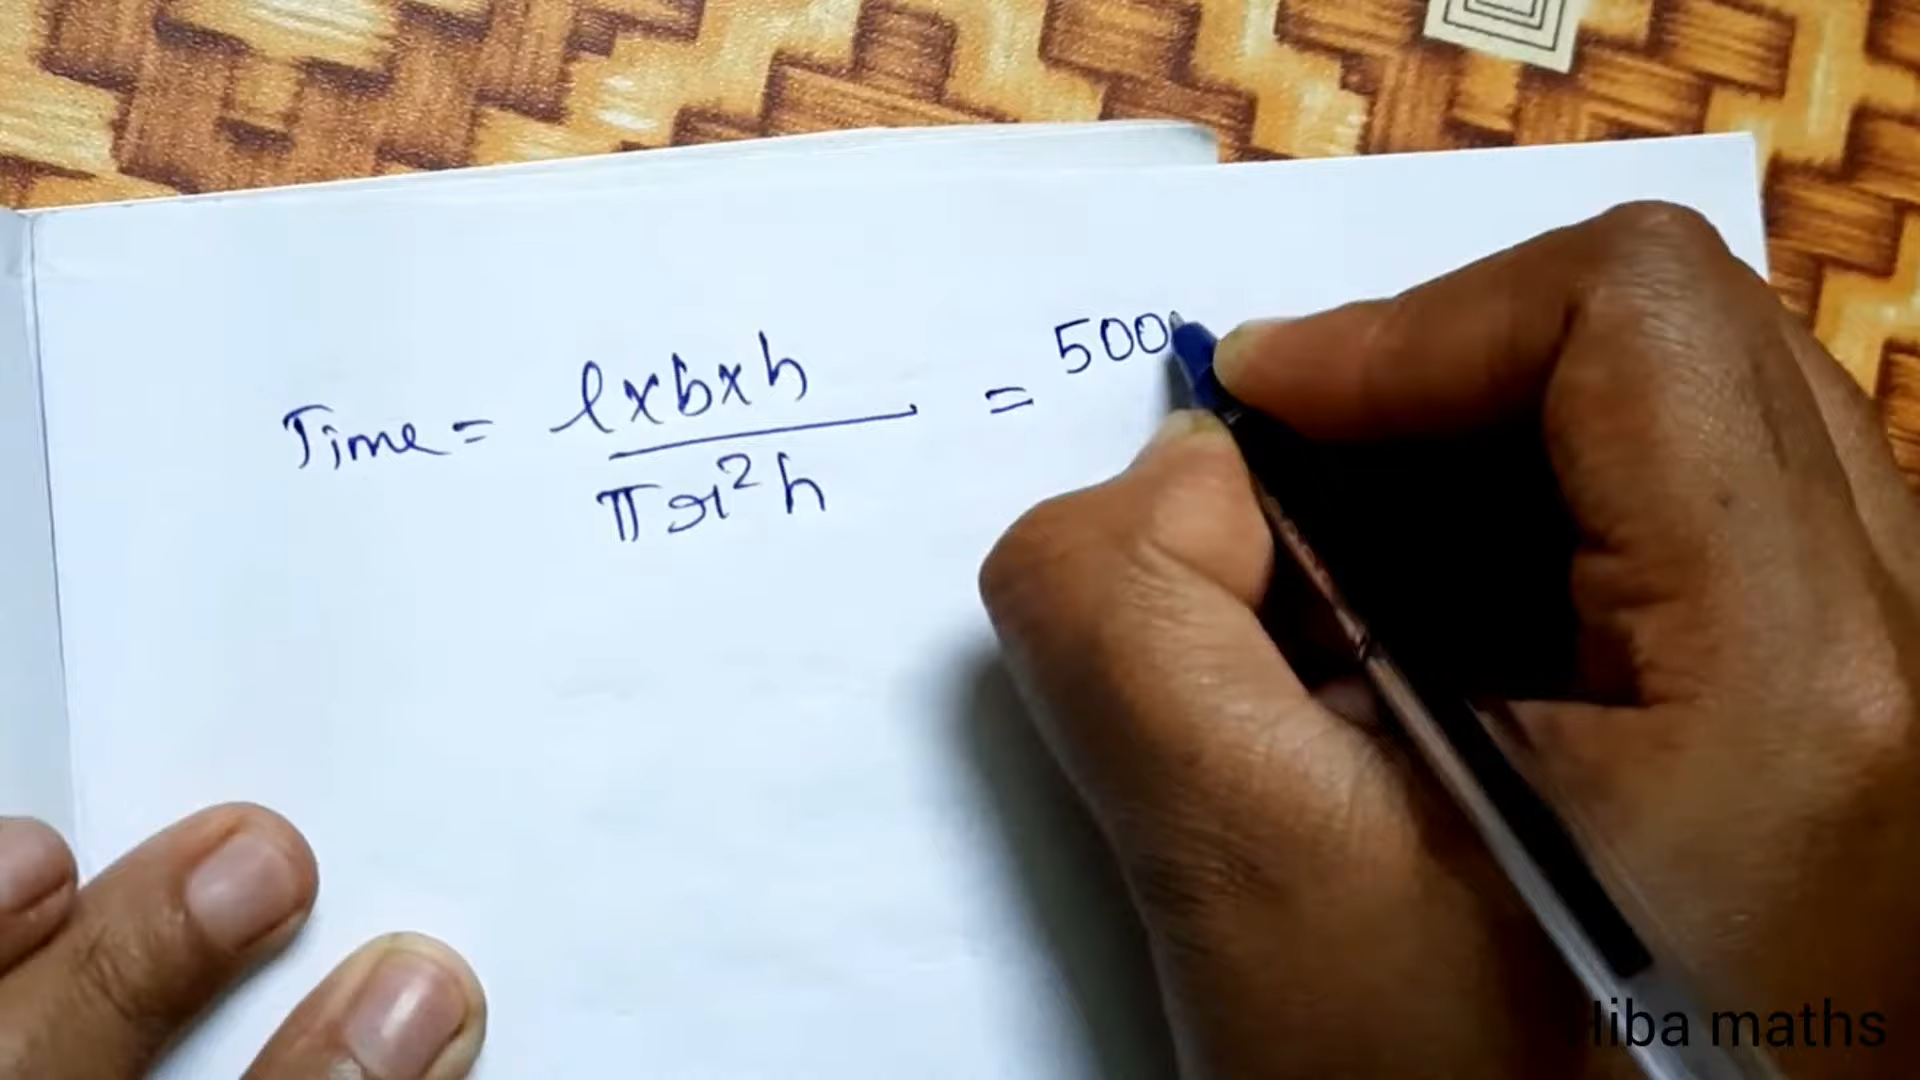 Time = l×b×h / πr²h = 500
liba maths